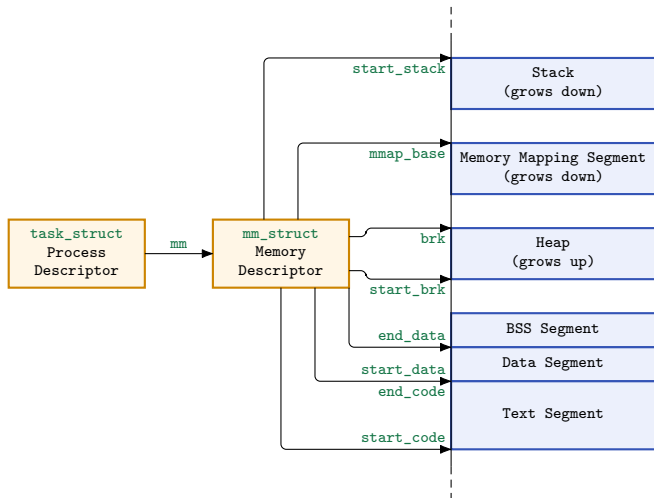 start_stack
Stack
(grows down)
mmap_base
Memory Mapping Segment
(grows down)
task_struct
Process
Descriptor
mm
mm_struct
Memory
Descriptor
brk
Heap
(grows up)
start_brk
end_data
BSS Segment
start_data
Data Segment
end_code
Text Segment
start_code